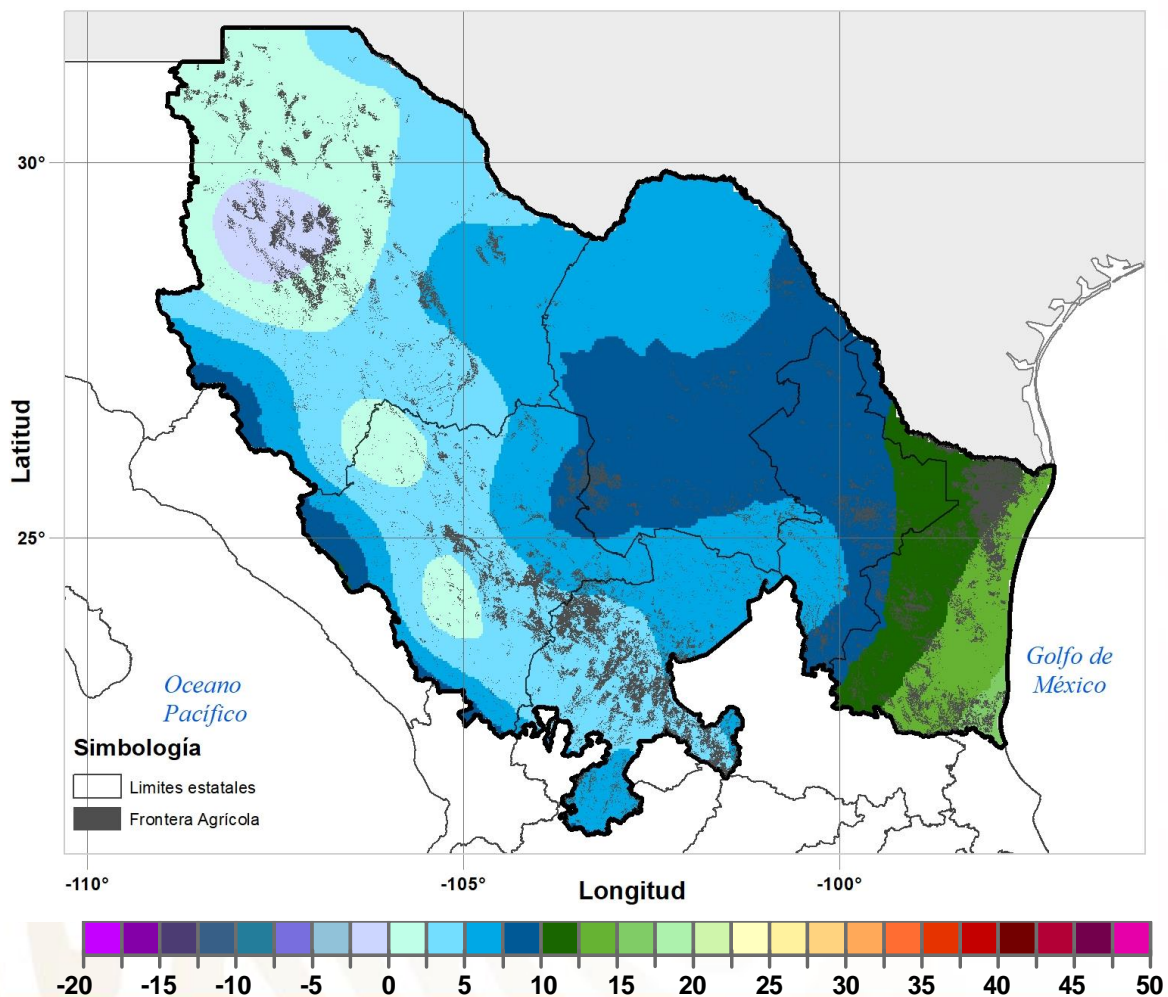 30°
25°
Latitud
Oceano
Pacífico
Golfo de
México
Simbología
Limites estatales
Frontera Agrícola
-110°
-105°
-100°
Longitud
-20 -15 -10 -5 0 5 10 15 20 25 30 35 40 45 50